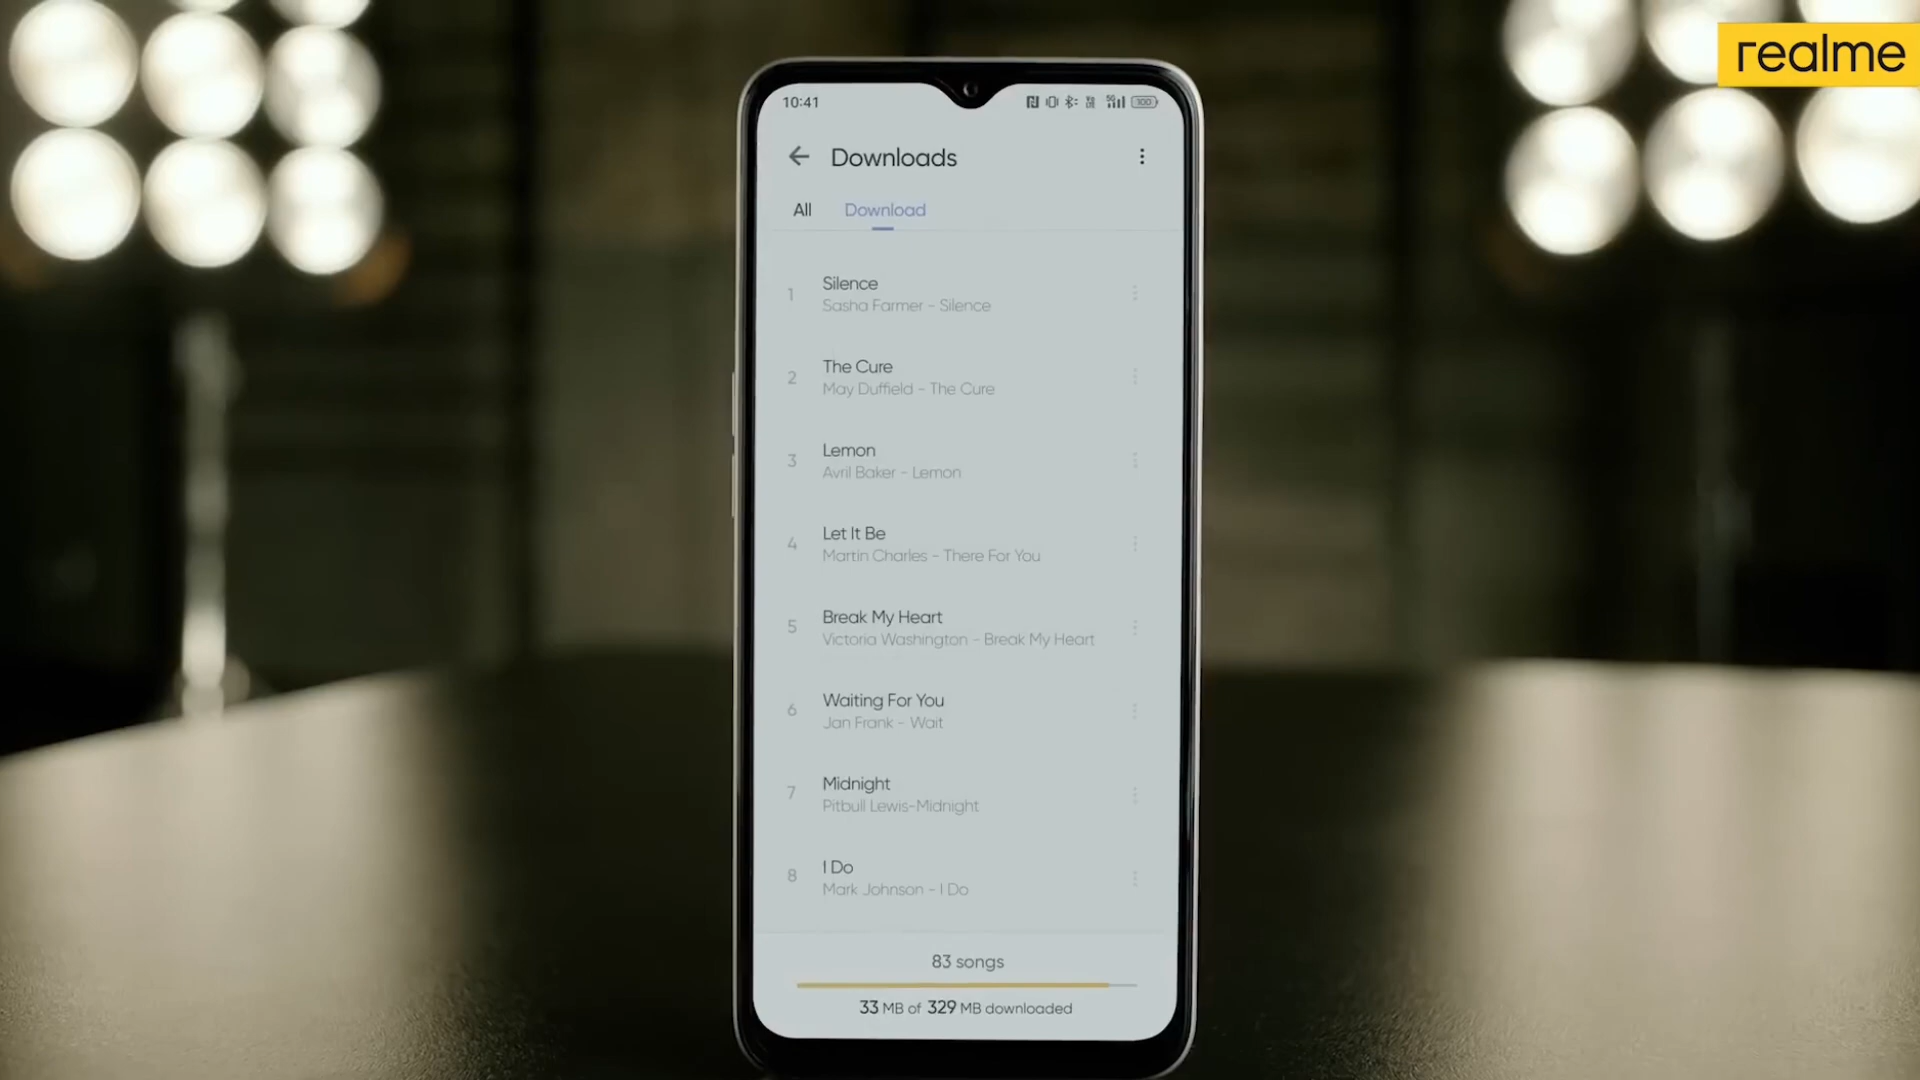 realme
10:41
100
Downloads
All Download
1 Silence
Sasha Farmer - Silence
2 The Cure
May Duffield - The Cure
3 Lemon
Avril Baker - Lemon
4 Let It Be
Martin Charles - There For You
5 Break My Heart
Victoria Washington - Break My Heart
6 Waiting For You
Jan Frank - Wait
7 Midnight
Pitbull Lewis-Midnight
8 I Do
Mark Johnson - I Do
83 songs
33 MB of 329 MB downloaded